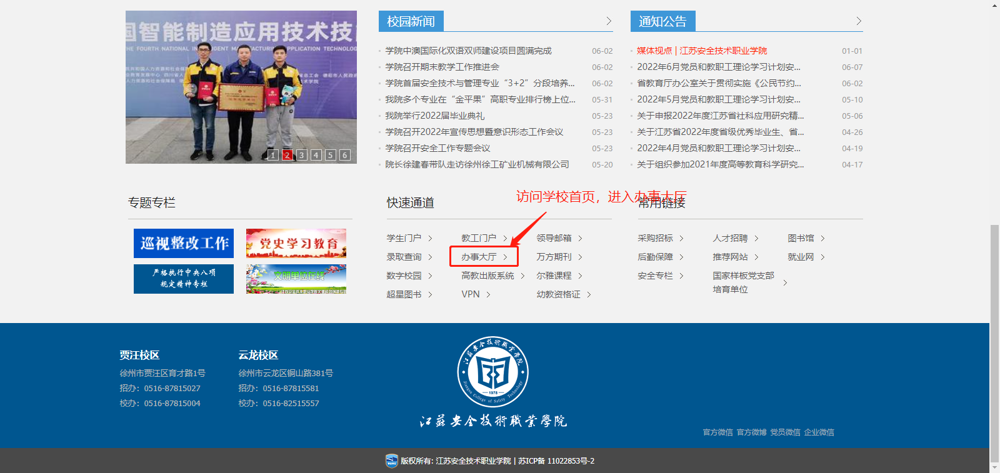 国智能制造应用技术技能
THE FOURTH NATIONAL INTELLIGENT MANUFACTURING APPLICATION TECHNOLOGY
1 2 3 4 5 6
校园新闻
学院中澳国际化双语双师建设项目圆满完成 06-02
学院召开期末教学工作推进会 06-02
学院首届安全技术与管理专业“3+2”分段培养... 06-02
我院多个专业在“金平果”高职专业排行榜上位... 05-31
我院举行2022届毕业典礼 05-23
学院召开2022年宣传思想暨意识形态工作会议 05-23
学院召开安全工作专题会议 05-23
院长徐建春带队走访徐州徐工矿业机械有限公司 05-20
通知公告
媒体视点 | 江苏安全技术职业学院 01-01
2022年6月党员和教职工理论学习计划安... 06-07
省教育厅办公室关于贯彻实施《公民节约... 06-02
2022年5月党员和教职工理论学习计划安... 05-10
关于申报2022年度江苏省社科应用研究精... 05-06
关于江苏省2022年度省级优秀毕业生、省... 04-26
2022年4月党员和教职工理论学习计划安... 04-19
关于组织参加2021年度高等教育科学研究... 04-17
访问学校首页，进入办事大厅
专题专栏
巡视整改工作
党史学习教育
严格执行中央八项
规定精神专栏
文明单位在线
快速通道
学生门户 教工门户 领导邮箱
录取查询 办事大厅 万方期刊
数字校园 高教出版系统 尔雅课程
超星图书 VPN 幼教资格证
常用链接
采购招标 人才招聘 图书馆
后勤保障 推荐网站 就业网
安全专栏 国家样板党支部
培育单位
贾汪校区
徐州市贾汪区育才路1号
招办：0516-87815027
校办：0516-87815004
云龙校区
徐州市云龙区铜山路381号
招办：0516-87815581
校办：0516-82515557
江苏安全技术职业学院
1978
Jiangsu College of Safety Technology
江蘇安全技術職業學院
官方微信 官方微博 党员微信 企业微信
版权所有: 江苏安全技术职业学院 | 苏ICP备 11022853号-2